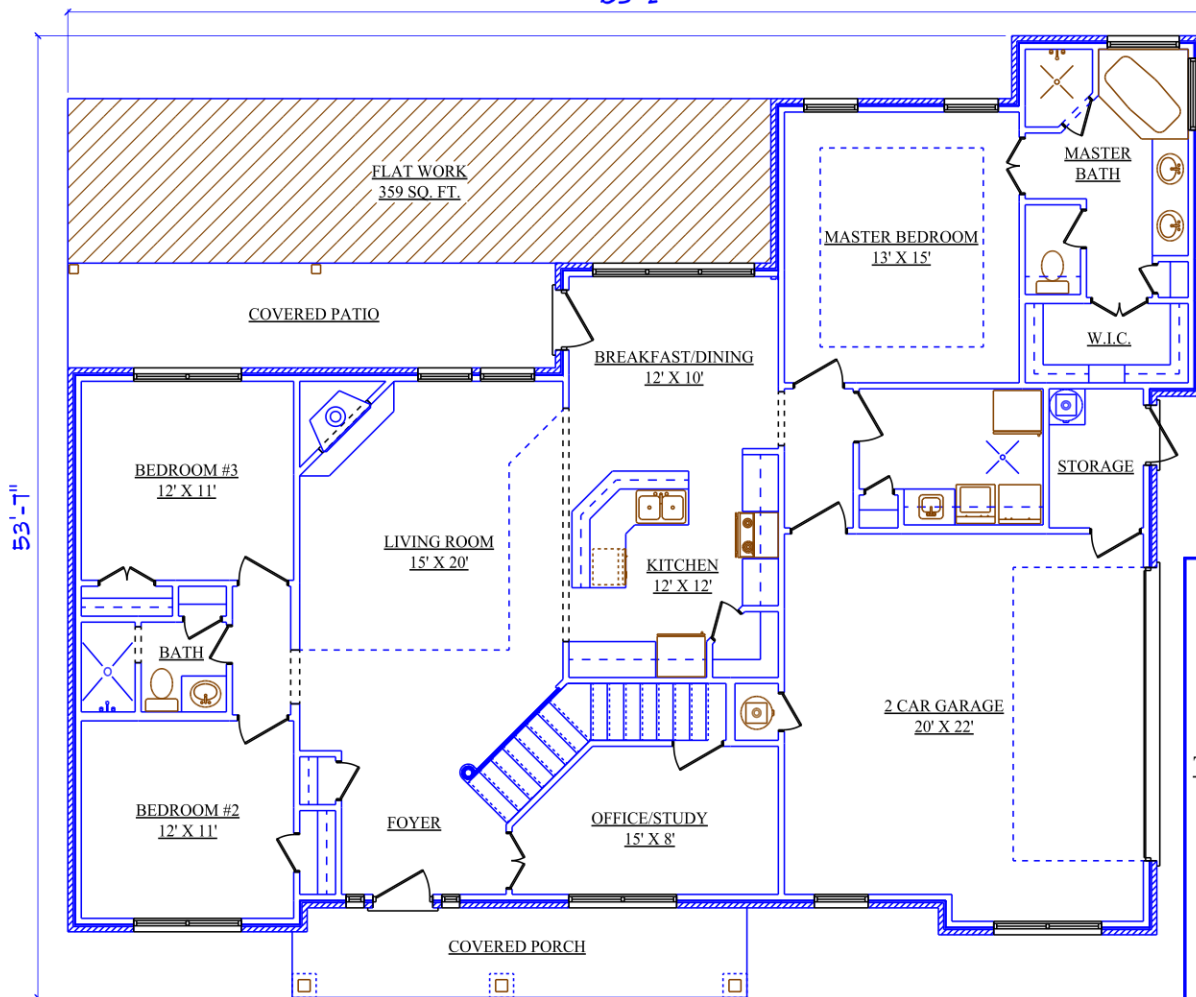 FLAT WORK
359 SQ. FT.
MASTER
BATH
MASTER BEDROOM
13' X 15'
COVERED PATIO
W.I.C.
BREAKFAST/DINING
12' X 10'
BEDROOM #3
12' X 11'
STORAGE
53'-7"
LIVING ROOM
15' X 20'
KITCHEN
12' X 12'
BATH
2 CAR GARAGE
20' X 22'
BEDROOM #2
12' X 11'
FOYER
OFFICE/STUDY
15' X 8'
COVERED PORCH